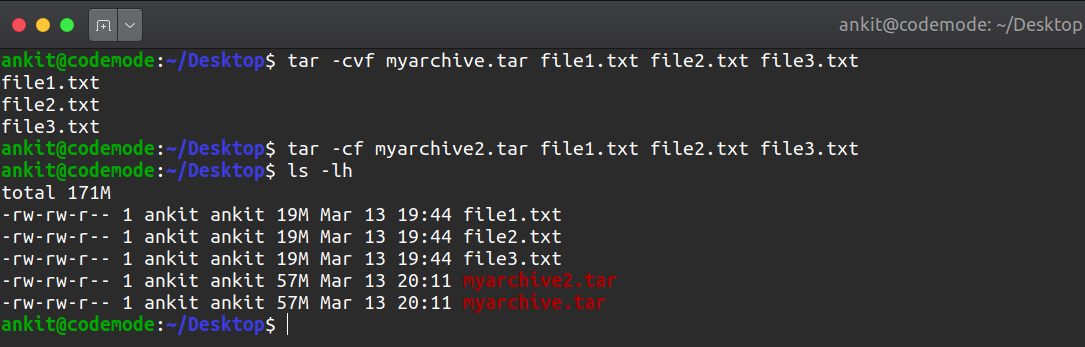 ankit@codemode: ~/Desktop
ankit@codemode:~/Desktop$ tar -cvf myarchive.tar file1.txt file2.txt file3.txt
file1.txt
file2.txt
file3.txt
ankit@codemode:~/Desktop$ tar -cf myarchive2.tar file1.txt file2.txt file3.txt
ankit@codemode:~/Desktop$ ls -lh
total 171M
-rw-rw-r-- 1 ankit ankit 19M Mar 13 19:44 file1.txt
-rw-rw-r-- 1 ankit ankit 19M Mar 13 19:44 file2.txt
-rw-rw-r-- 1 ankit ankit 19M Mar 13 19:44 file3.txt
-rw-rw-r-- 1 ankit ankit 57M Mar 13 20:11 myarchive2.tar
-rw-rw-r-- 1 ankit ankit 57M Mar 13 20:11 myarchive.tar
ankit@codemode:~/Desktop$